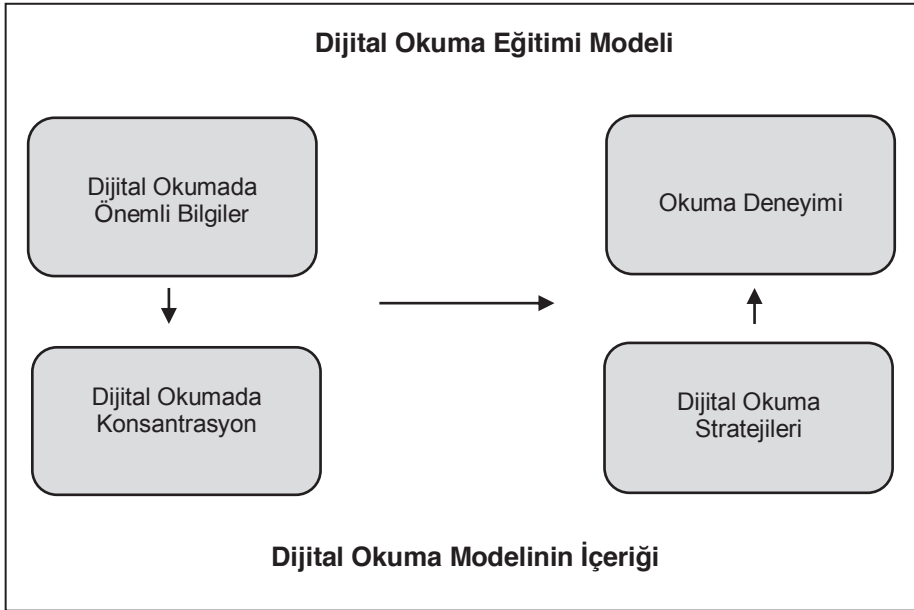 Dijital Okuma Eğitimi Modeli
Dijital Okumada
Önemli Bilgiler
Okuma Deneyimi
Dijital Okumada
Konsantrasyon
Dijital Okuma
Stratejileri
Dijital Okuma Modelinin İçeriği